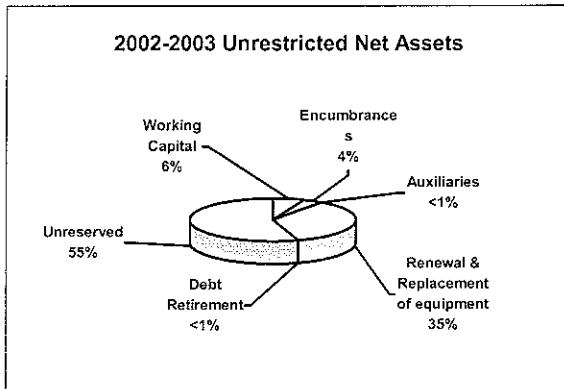 2002-2003 Unrestricted Net Assets
Working
Capital
6%
Encumbrance
s
4%
Auxiliaries
<1%
Unreserved
55%
Debt
Retirement
<1%
Renewal &
Replacement
of equipment
35%